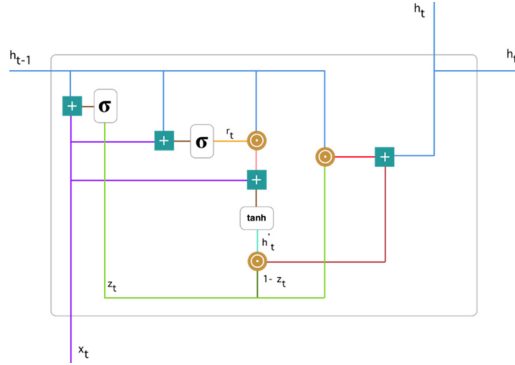 h_t
h_{t-1}
h_t
+
σ
+
σ
r_t
+
+
tanh
h'_t
1- z_t
z_t
x_t